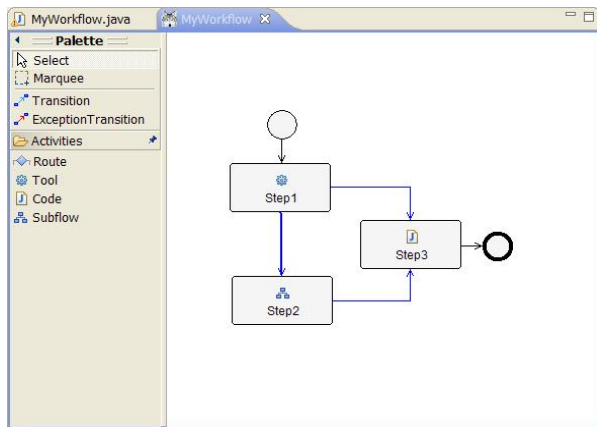 MyWorkflow.java
MyWorkflow
Palette
Select
Marquee
Transition
ExceptionTransition
Activities
Route
Tool
Code
Subflow
Step1
Step3
Step2